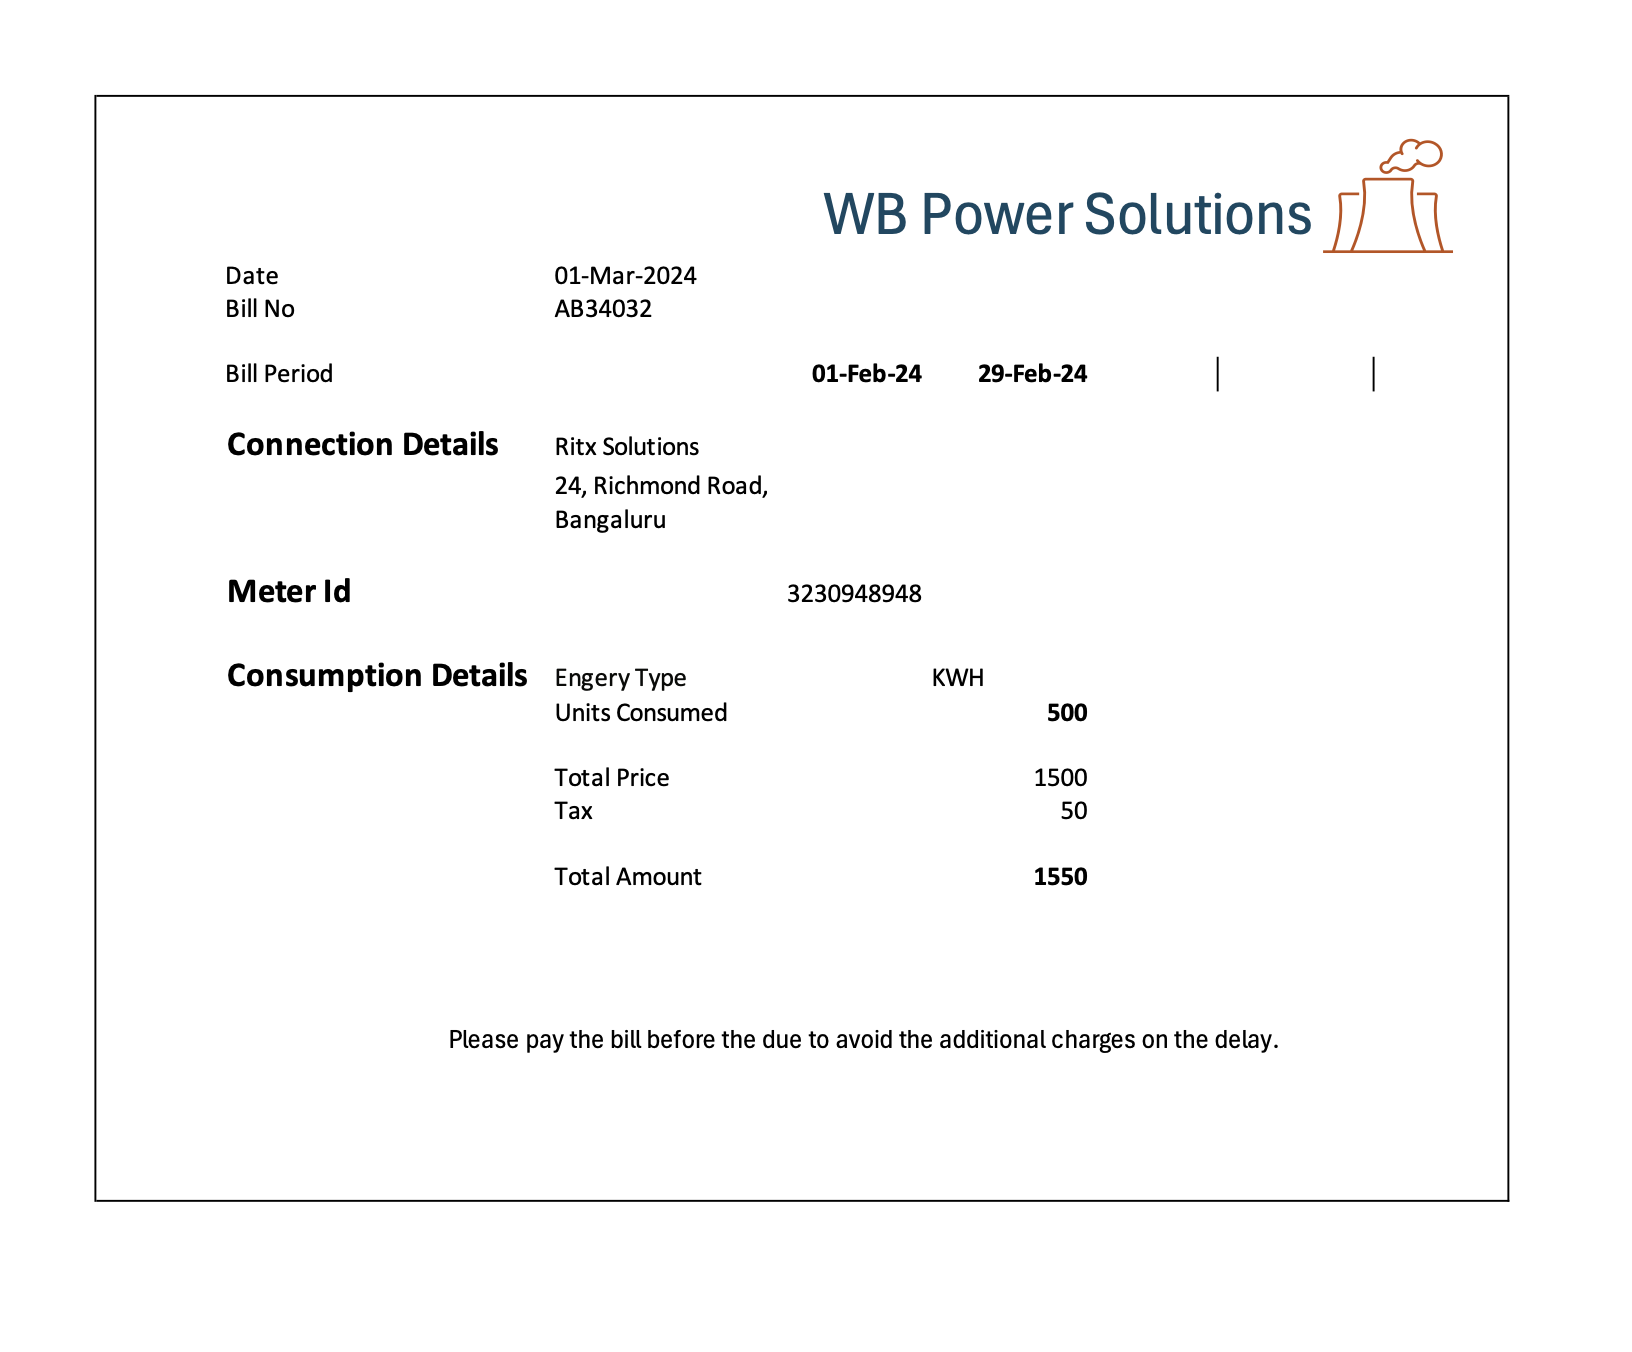 WB Power Solutions
Date 01-Mar-2024
Bill No AB34032
Bill Period 01-Feb-24 29-Feb-24
Connection Details Ritx Solutions
24, Richmond Road,
Bangaluru
Meter Id 3230948948
Consumption Details Engery Type KWH
Units Consumed 500
Total Price 1500
Tax 50
Total Amount 1550
Please pay the bill before the due to avoid the additional charges on the delay.